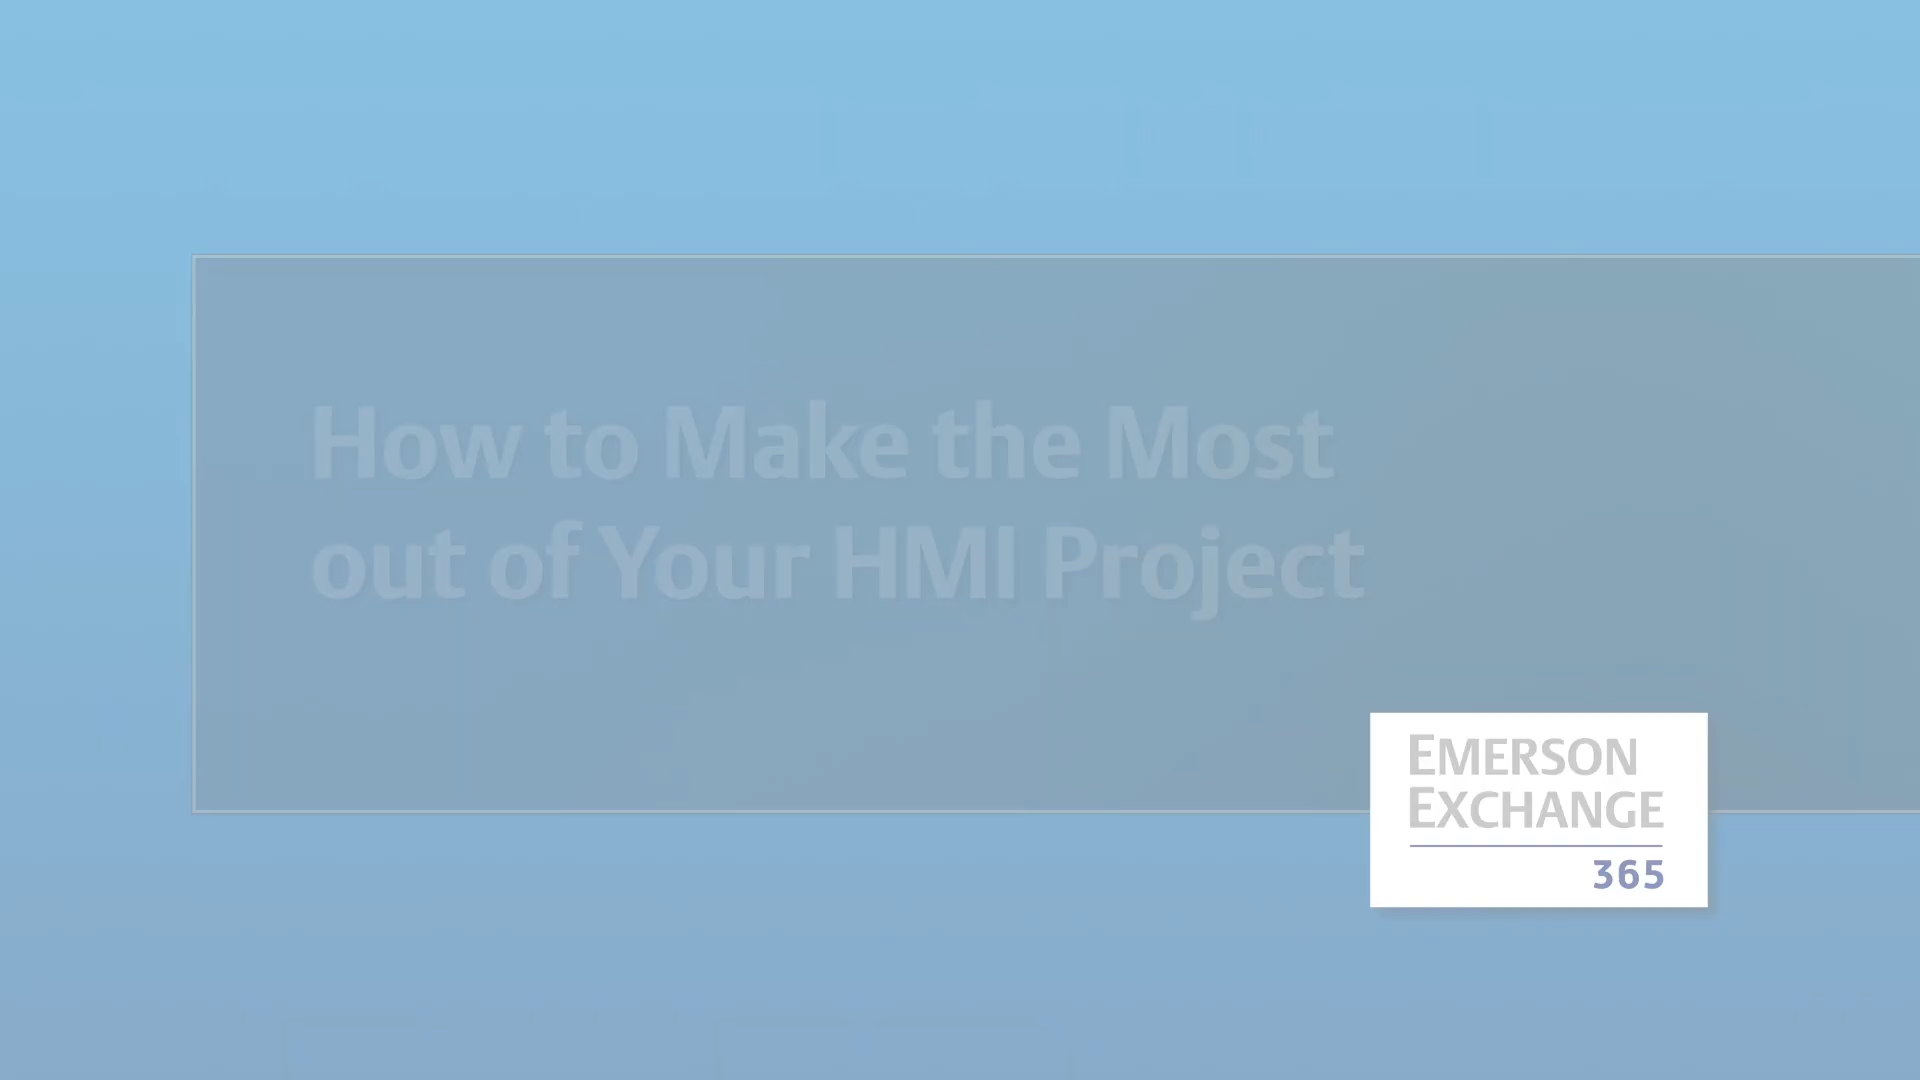 How to Make the Most
out of Your HMI Project
EMERSON
EXCHANGE
365